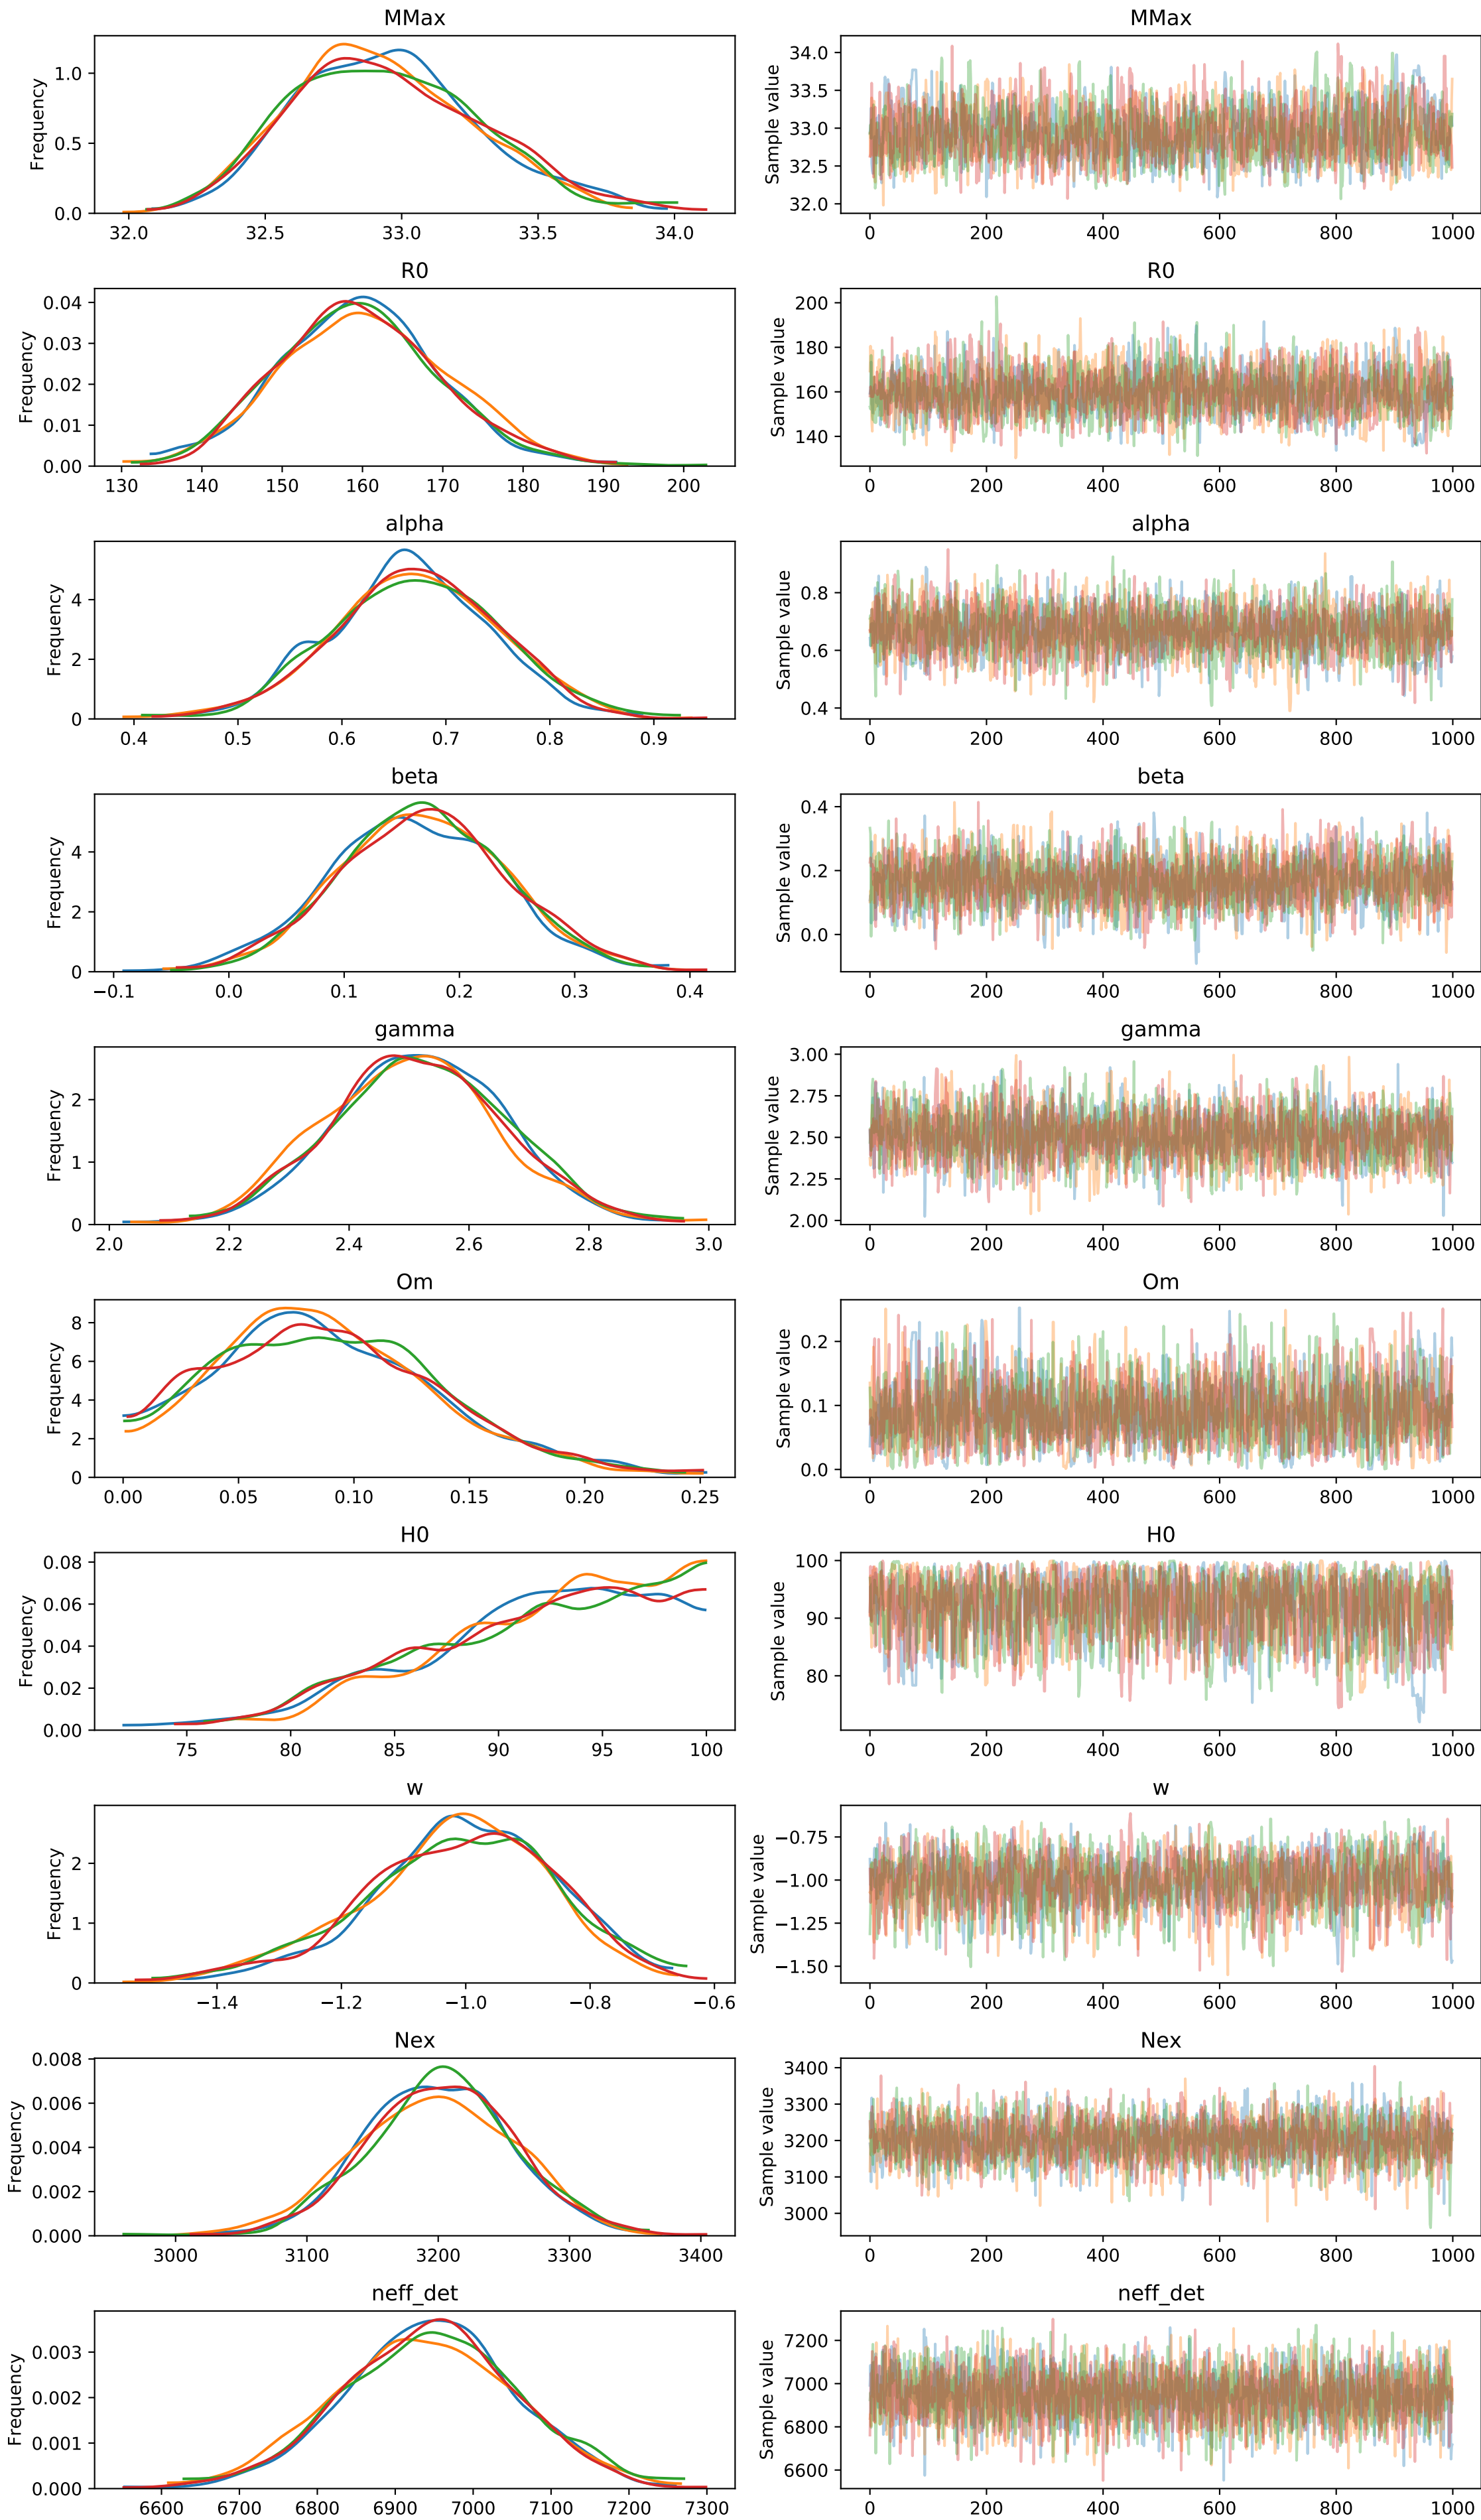 MMax MMax
1.0 0.5 0.0
Frequency
32.0 32.5 33.0 33.5 34.0
34.0 33.5 33.0 32.5 32.0
Sample value
0 200 400 600 800 1000
R0 R0
0.04 0.03 0.02 0.01 0.00
Frequency
130 140 150 160 170 180 190 200
200 180 160 140
Sample value
0 200 400 600 800 1000
alpha alpha
4 2 0
Frequency
0.4 0.5 0.6 0.7 0.8 0.9
0.8 0.6 0.4
Sample value
0 200 400 600 800 1000
beta beta
4 2 0
Frequency
−0.1 0.0 0.1 0.2 0.3 0.4
0.4 0.2 0.0
Sample value
0 200 400 600 800 1000
gamma gamma
2 1 0
Frequency
2.0 2.2 2.4 2.6 2.8 3.0
3.00 2.75 2.50 2.25 2.00
Sample value
0 200 400 600 800 1000
Om Om
8 6 4 2 0
Frequency
0.00 0.05 0.10 0.15 0.20 0.25
0.2 0.1 0.0
Sample value
0 200 400 600 800 1000
H0 H0
0.08 0.06 0.04 0.02 0.00
Frequency
75 80 85 90 95 100
100 90 80
Sample value
0 200 400 600 800 1000
w w
2 1 0
Frequency
−1.4 −1.2 −1.0 −0.8 −0.6
−0.75 −1.00 −1.25 −1.50
Sample value
0 200 400 600 800 1000
Nex Nex
0.008 0.006 0.004 0.002 0.000
Frequency
3000 3100 3200 3300 3400
3400 3300 3200 3100 3000
Sample value
0 200 400 600 800 1000
neff_det neff_det
0.003 0.002 0.001 0.000
Frequency
6600 6700 6800 6900 7000 7100 7200 7300
7200 7000 6800 6600
Sample value
0 200 400 600 800 1000